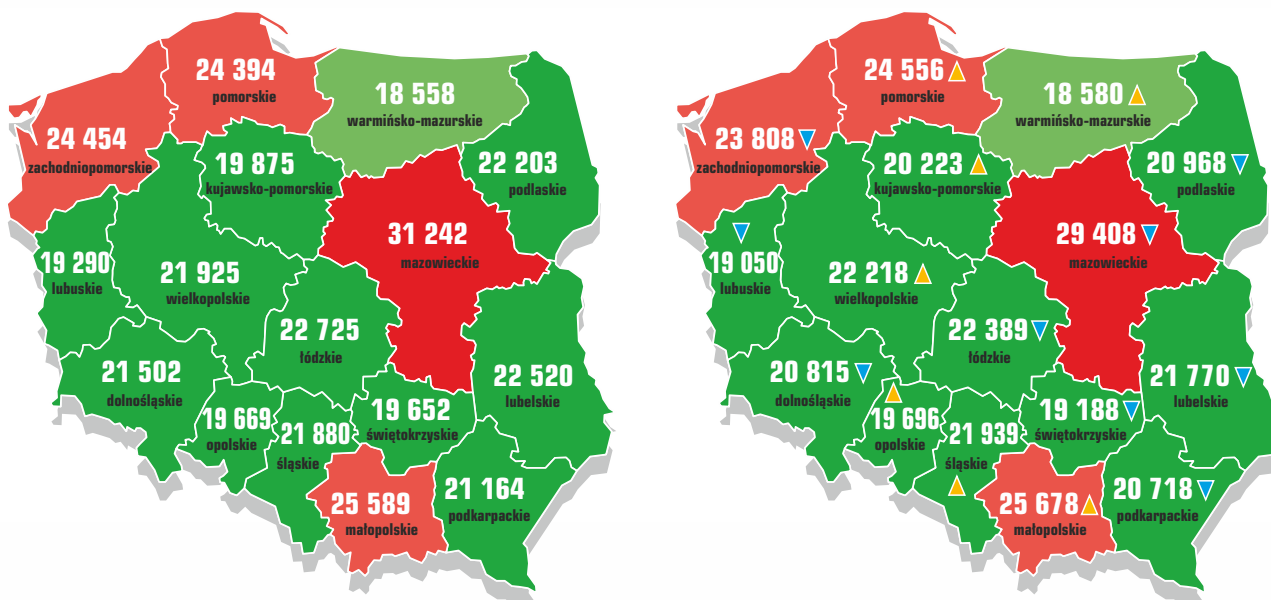 24 394
pomorskie
18 558
warmińsko-mazurskie
24 454
zachodniopomorskie
19 875
kujawsko-pomorskie
22 203
podlaskie
31 242
mazowieckie
19 290
lubuskie
21 925
wielkopolskie
22 725
łódzkie
21 502
dolnośląskie
22 520
lubelskie
19 669
opolskie
21 880
śląskie
19 652
świętokrzyskie
25 589
małopolskie
21 164
podkarpackie
24 556
pomorskie
18 580
warmińsko-mazurskie
23 808
zachodniopomorskie
20 223
kujawsko-pomorskie
20 968
podlaskie
29 408
mazowieckie
19 050
lubuskie
22 218
wielkopolskie
22 389
łódzkie
20 815
dolnośląskie
21 770
lubelskie
19 696
opolskie
21 939
śląskie
19 188
świętokrzyskie
25 678
małopolskie
20 718
podkarpackie